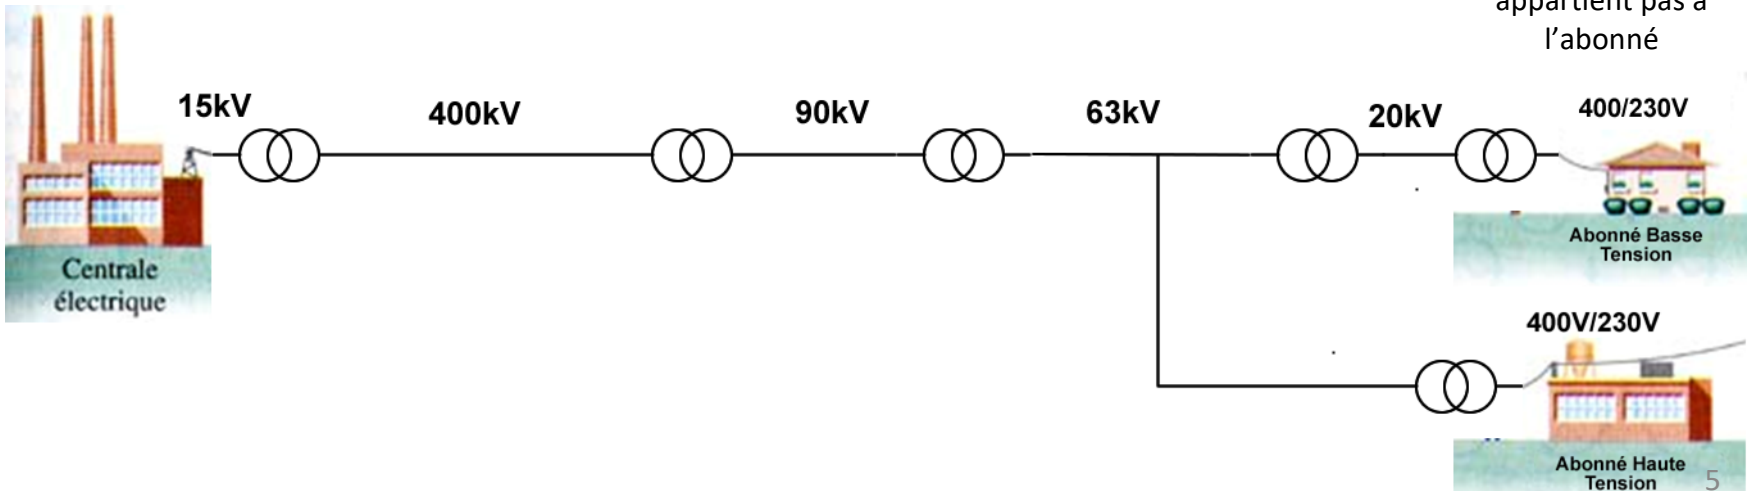 appartient pas à
l’abonné
15kV
400kV
90kV
63kV
20kV
400/230V
Centrale
électrique
Abonné Basse
Tension
400V/230V
Abonné Haute
Tension
5